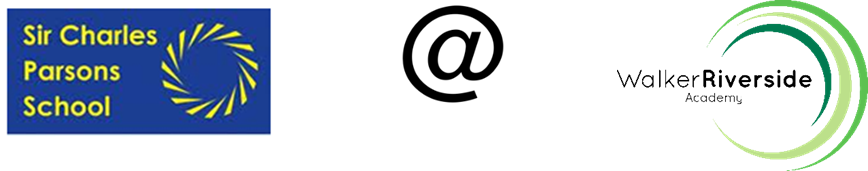 Sir Charles
Parsons
School
@
WalkerRiverside
Academy